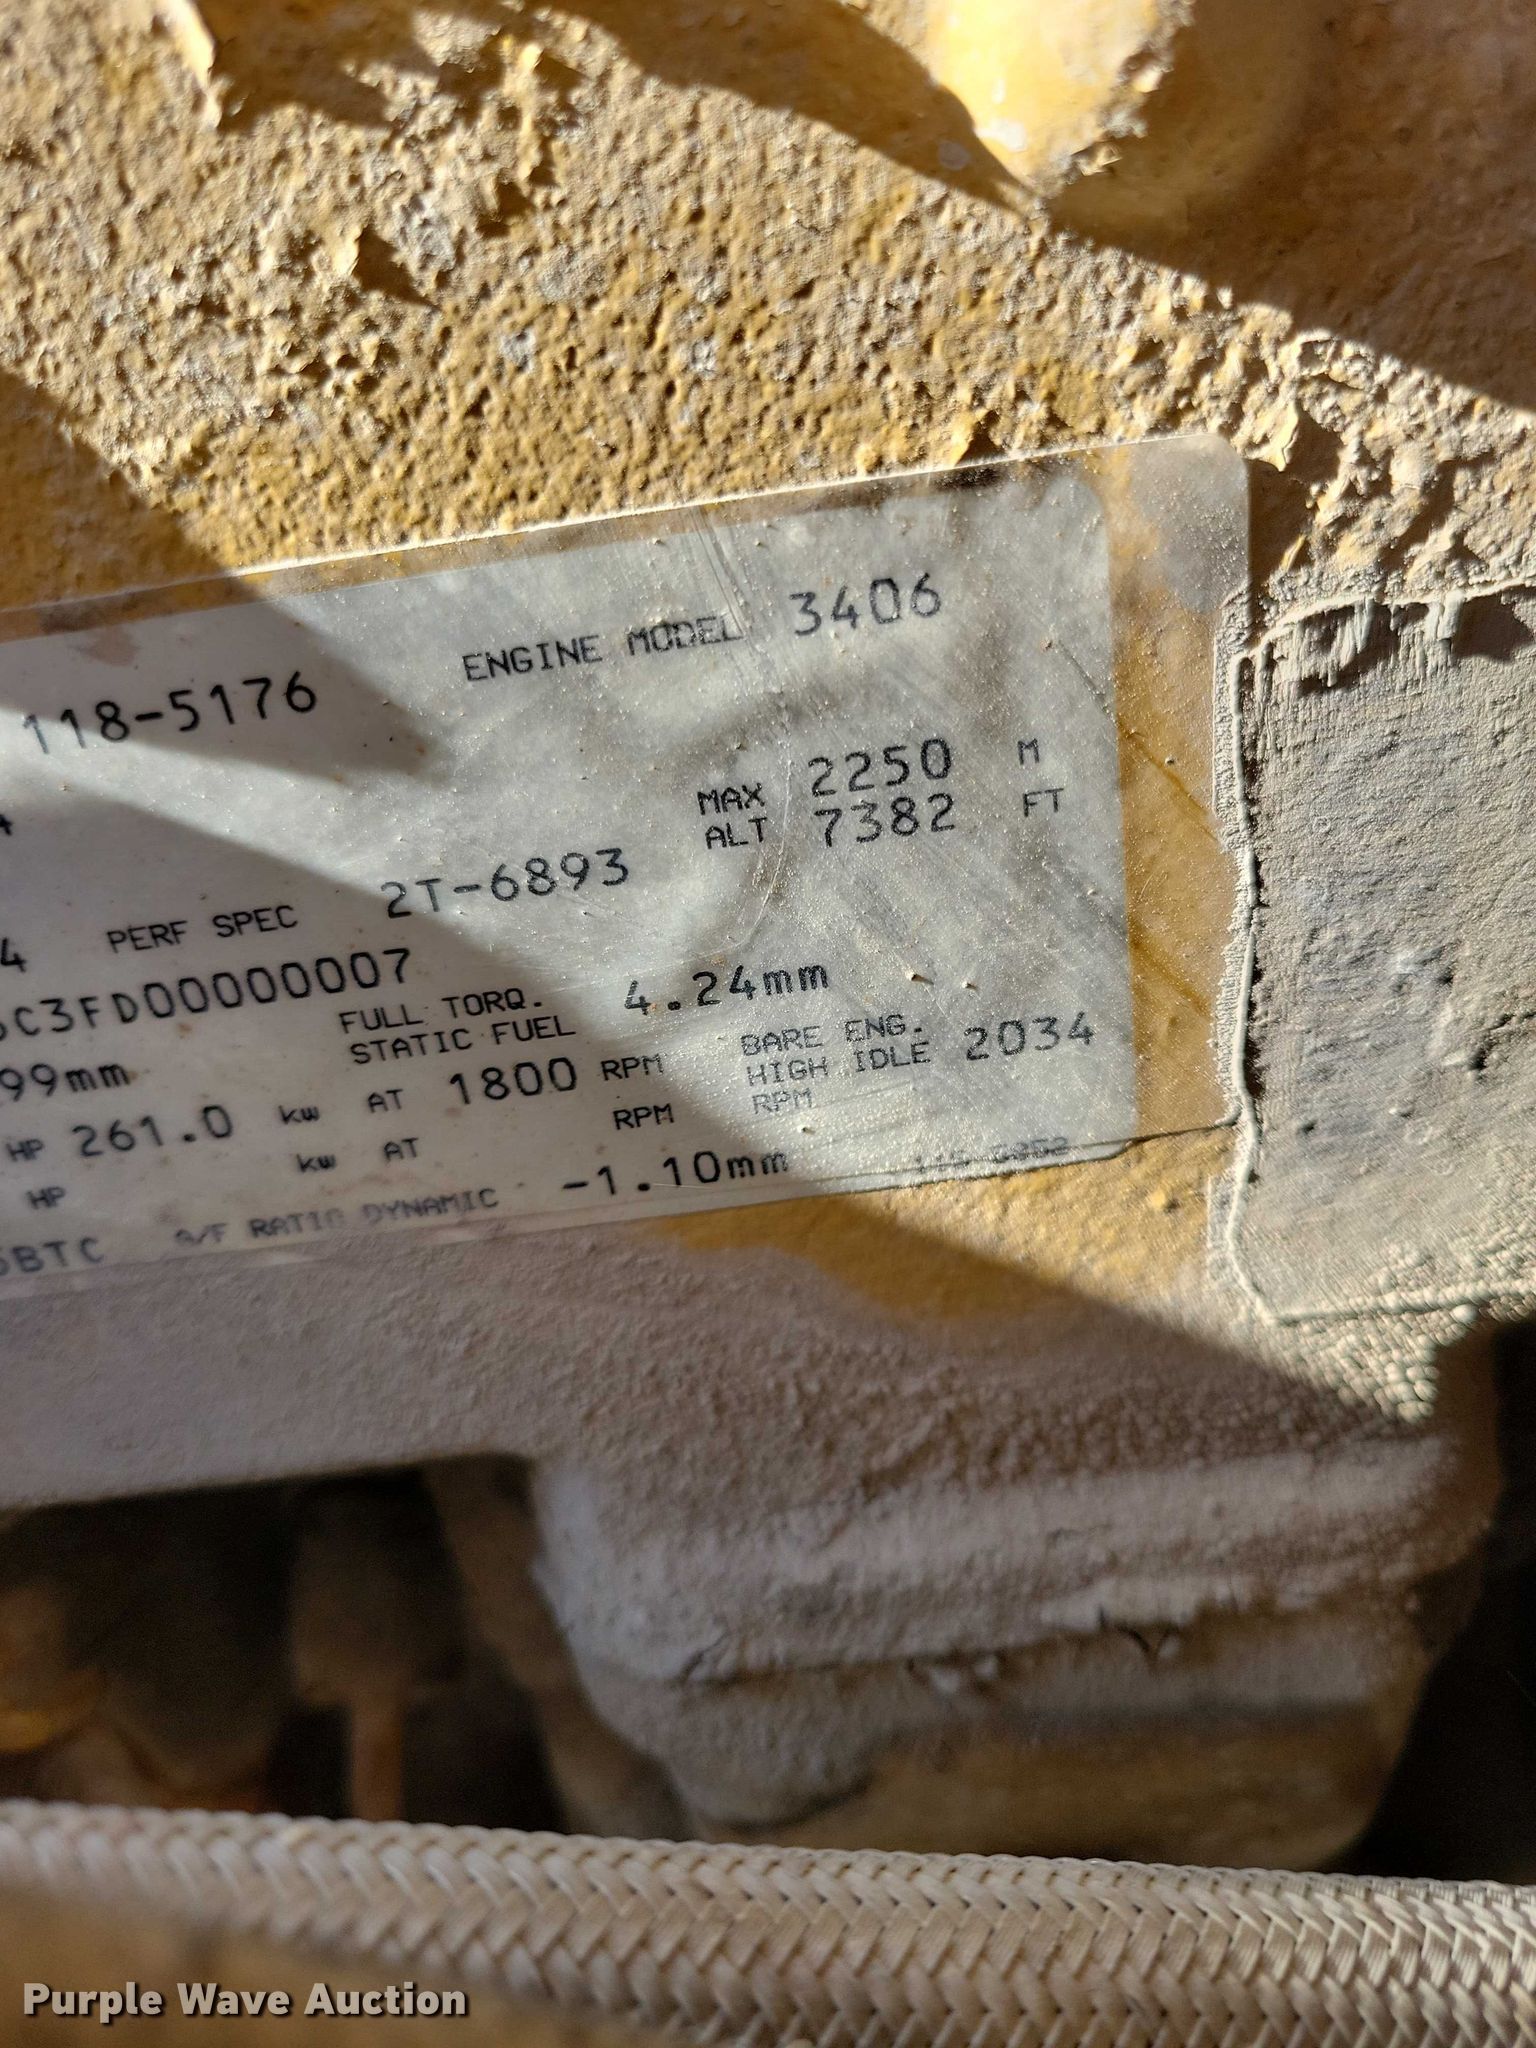 118-5176 ENGINE MODEL 3406
MAX ALT 2250 M
7382 FT
4 PERF SPEC 2T-6893
C3FD00000007
FULL TORQ. STATIC FUEL 4.24mm
99mm
BARE ENG. HIGH IDLE RPM 2034
HP 261.0 kw AT 1800 RPM
HP kw AT RPM
BTC RATIO DYNAMIC -1.10mm
Purple Wave Auction